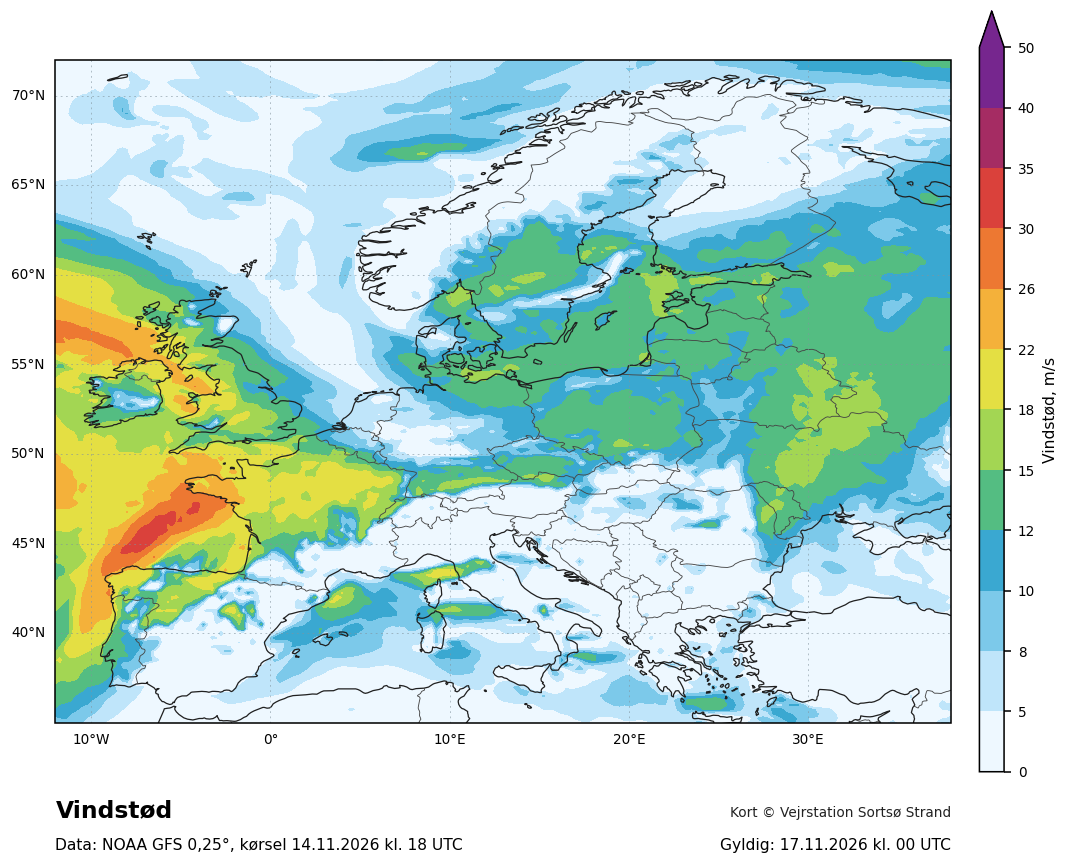 50
40
35
30
26
22
18
15
12
10
8
5
0
Vindstød, m/s
70°N
65°N
60°N
55°N
50°N
45°N
40°N
10°W
0°
10°E
20°E
30°E
Vindstød
Kort © Vejrstation Sortsø Strand
Data: NOAA GFS 0,25°, kørsel 14.11.2026 kl. 18 UTC
Gyldig: 17.11.2026 kl. 00 UTC